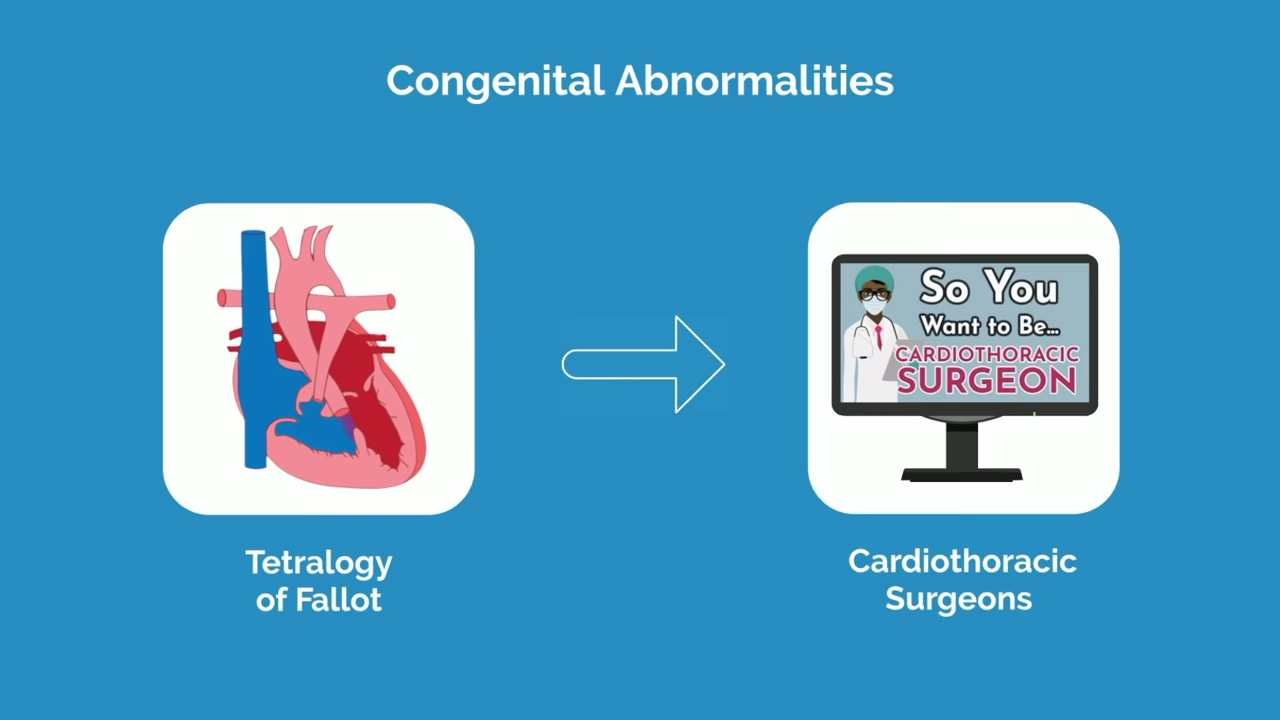 Congenital Abnormalities
So You
Want to Be...
CARDIOTHORACIC
SURGEON
Tetralogy
of Fallot
Cardiothoracic
Surgeons